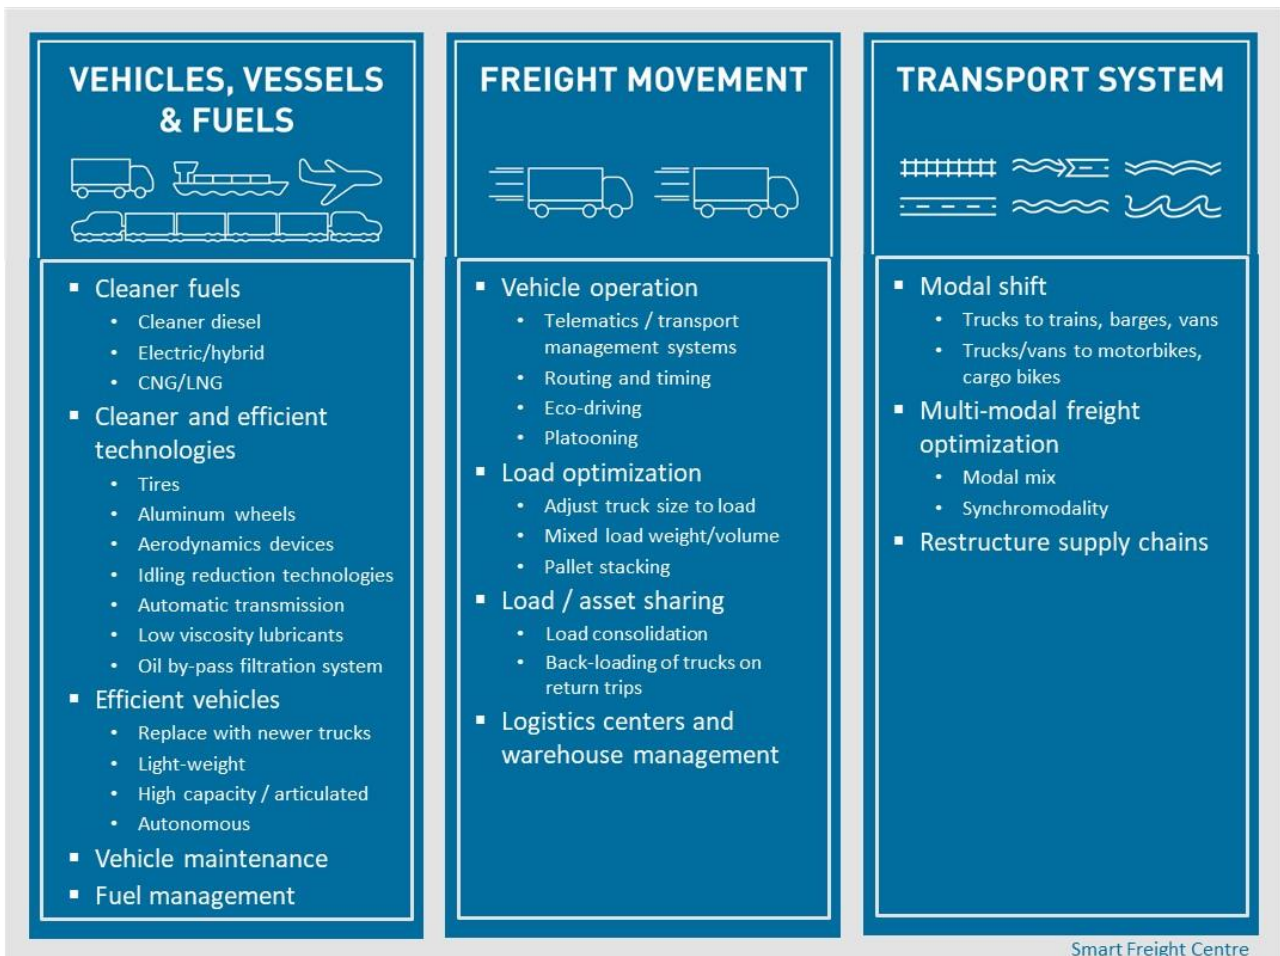 VEHICLES, VESSELS
& FUELS
▪ Cleaner fuels
• Cleaner diesel
• Electric/hybrid
• CNG/LNG
▪ Cleaner and efficient
technologies
• Tires
• Aluminum wheels
• Aerodynamics devices
• Idling reduction technologies
• Automatic transmission
• Low viscosity lubricants
• Oil by-pass filtration system
▪ Efficient vehicles
• Replace with newer trucks
• Light-weight
• High capacity / articulated
• Autonomous
▪ Vehicle maintenance
▪ Fuel management
FREIGHT MOVEMENT
▪ Vehicle operation
• Telematics / transport
management systems
• Routing and timing
• Eco-driving
• Platooning
▪ Load optimization
• Adjust truck size to load
• Mixed load weight/volume
• Pallet stacking
▪ Load / asset sharing
• Load consolidation
• Back-loading of trucks on
return trips
▪ Logistics centers and
warehouse management
TRANSPORT SYSTEM
▪ Modal shift
• Trucks to trains, barges, vans
• Trucks/vans to motorbikes,
cargo bikes
▪ Multi-modal freight
optimization
• Modal mix
• Synchromodality
▪ Restructure supply chains
Smart Freight Centre